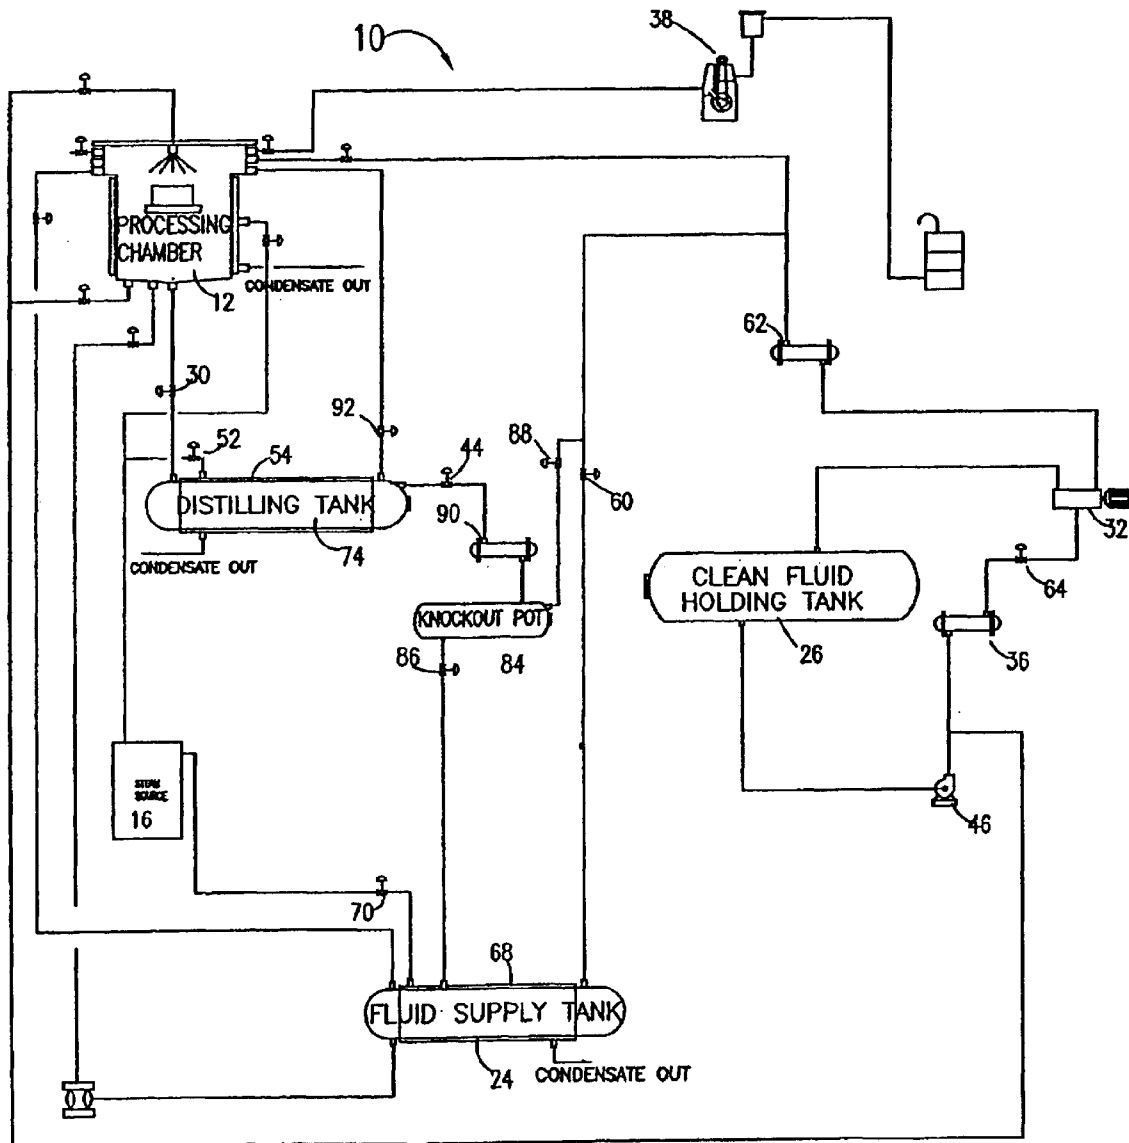 10
38
PROCESSING
CHAMBER
12
CONDENSATE OUT
62
30
92
52
54
44
88
60
32
DISTILLING TANK
90
74
CONDENSATE OUT
CLEAN FLUID
HOLDING TANK
64
KNOCKOUT POT
26
36
86
84
STEAM
SOURCE
16
46
70
68
FLUID SUPPLY TANK
24
CONDENSATE OUT